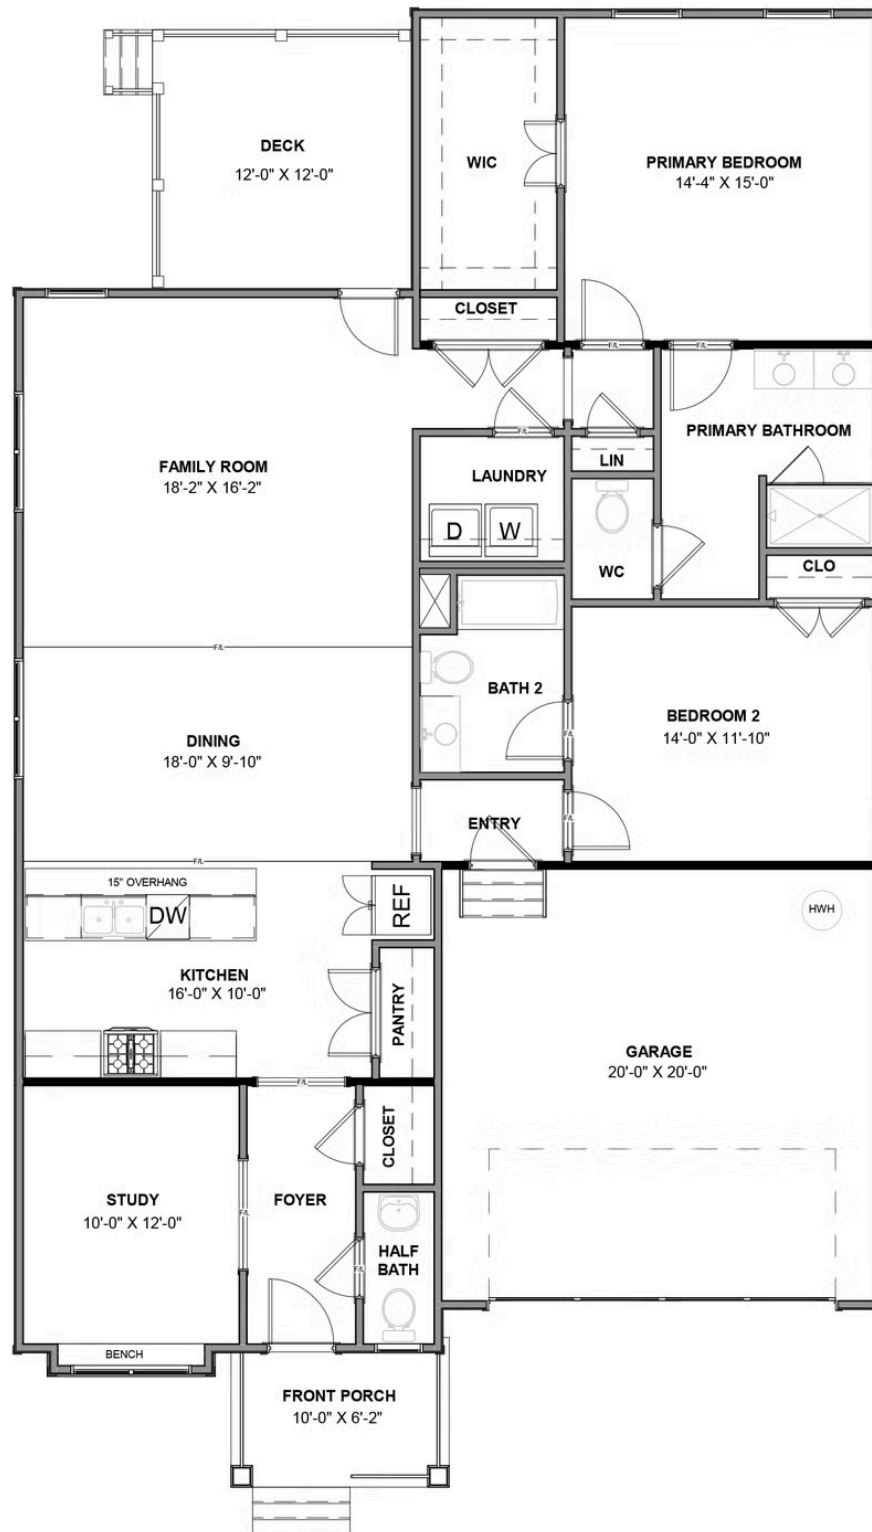 DECK
12'-0" X 12'-0"
WIC
PRIMARY BEDROOM
14'-4" X 15'-0"
CLOSET
F/L
F/L
PRIMARY BATHROOM
F/L
LAUNDRY
LIN
FAMILY ROOM
18'-2" X 16'-2"
D
W
WC
CLO
F/L
BATH 2
BEDROOM 2
14'-0" X 11'-10"
F/L
DINING
18'-0" X 9'-10"
ENTRY
F/L
F/L
15" OVERHANG
DW
REF
HWH
KITCHEN
16'-0" X 10'-0"
PANTRY
GARAGE
20'-0" X 20'-0"
F/L
CLOSET
STUDY
10'-0" X 12'-0"
FOYER
F/L
HALF
BATH
F/L
BENCH
FRONT PORCH
10'-0" X 6'-2"